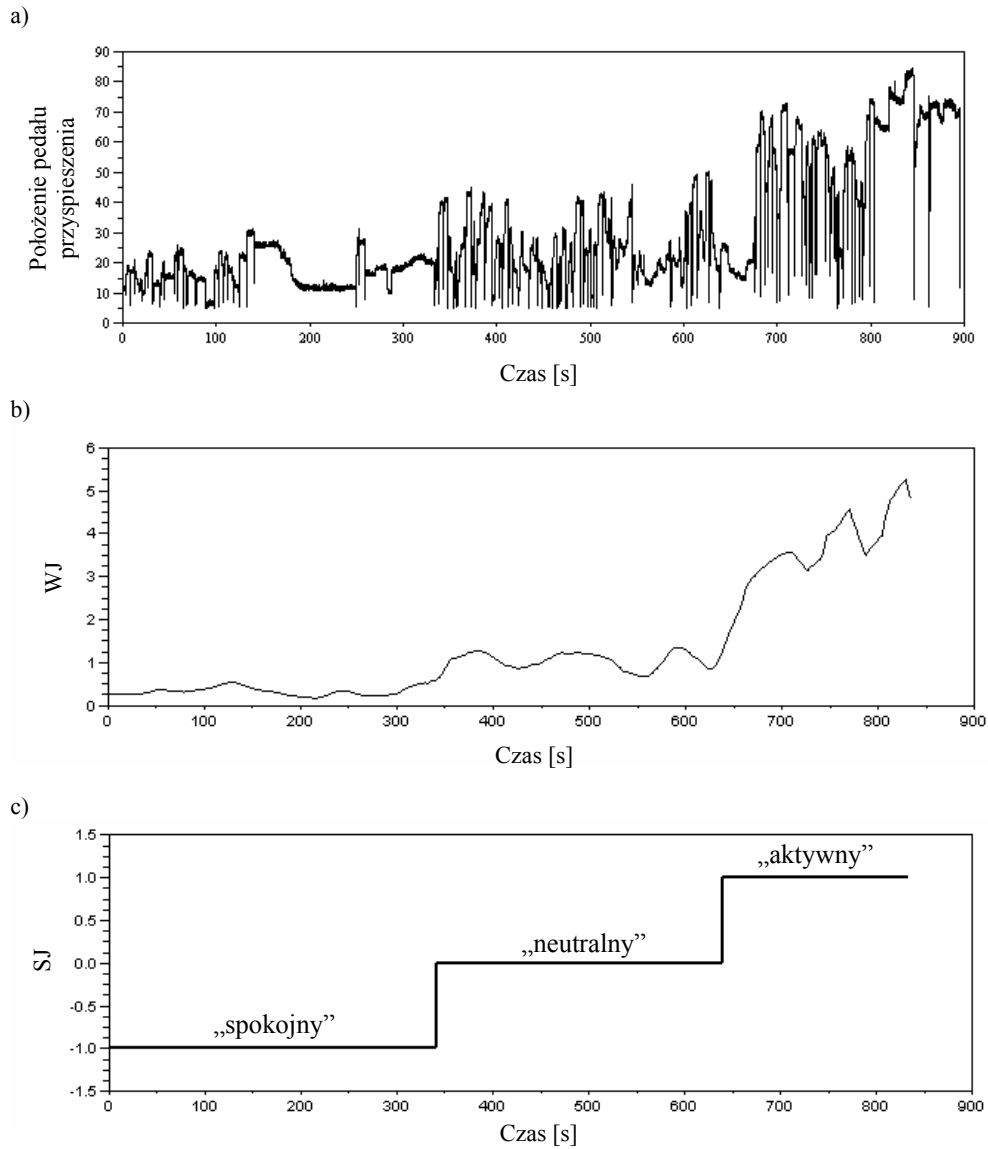 a)
90
80
70
60
50
40
30
20
10
0
Położenie pedału
przyspieszenia
0 100 200 300 400 500 600 700 800 900
Czas [s]
b)
6
5
4
3
2
1
0
WJ
0 100 200 300 400 500 600 700 800 900
Czas [s]
c)
1.5
1.0
0.5
0.0
-0.5
-1.0
-1.5
SJ
„aktywny”
„neutralny”
„spokojny”
0 100 200 300 400 500 600 700 800 900
Czas [s]